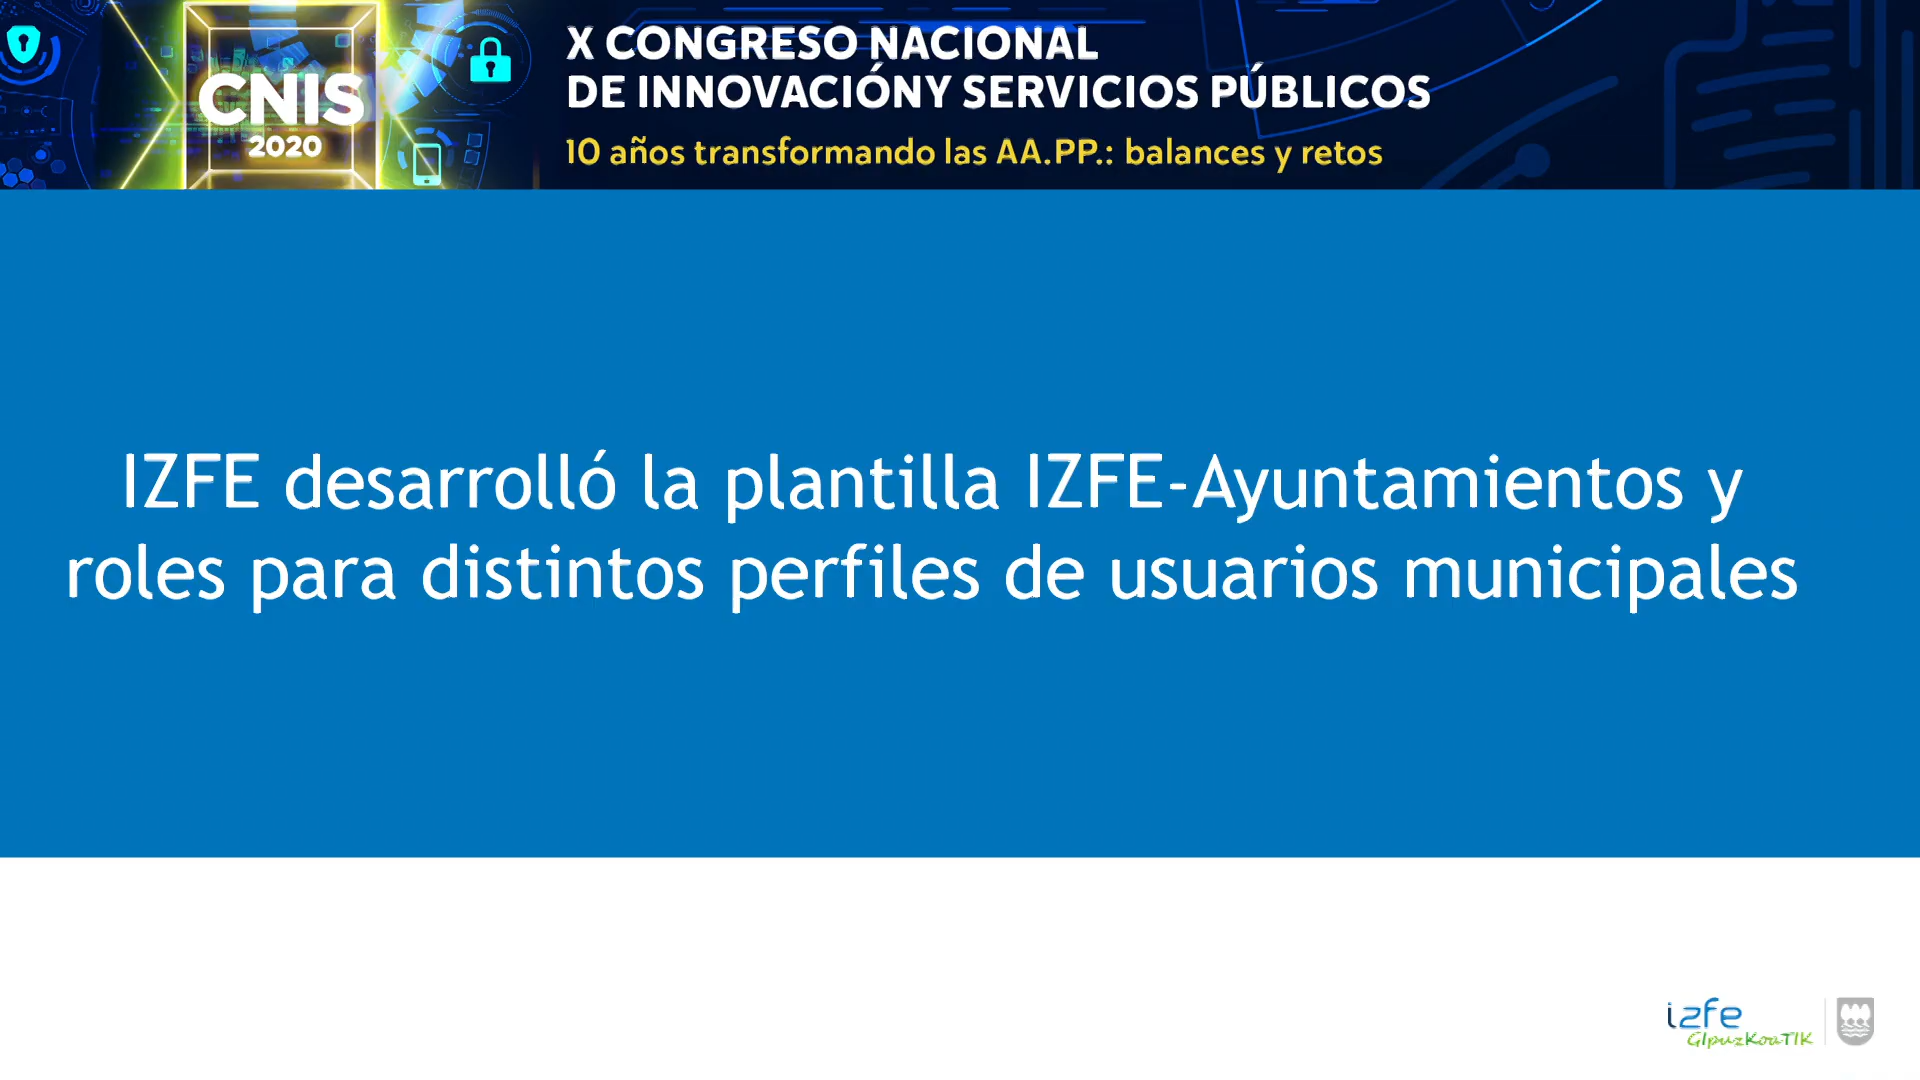 CNIS
2020
X CONGRESO NACIONAL
DE INNOVACIÓNY SERVICIOS PÚBLICOS
10 años transformando las AA.PP.: balances y retos
IZFE desarrolló la plantilla IZFE-Ayuntamientos y
roles para distintos perfiles de usuarios municipales
izfe
GIpuzKoaTIK